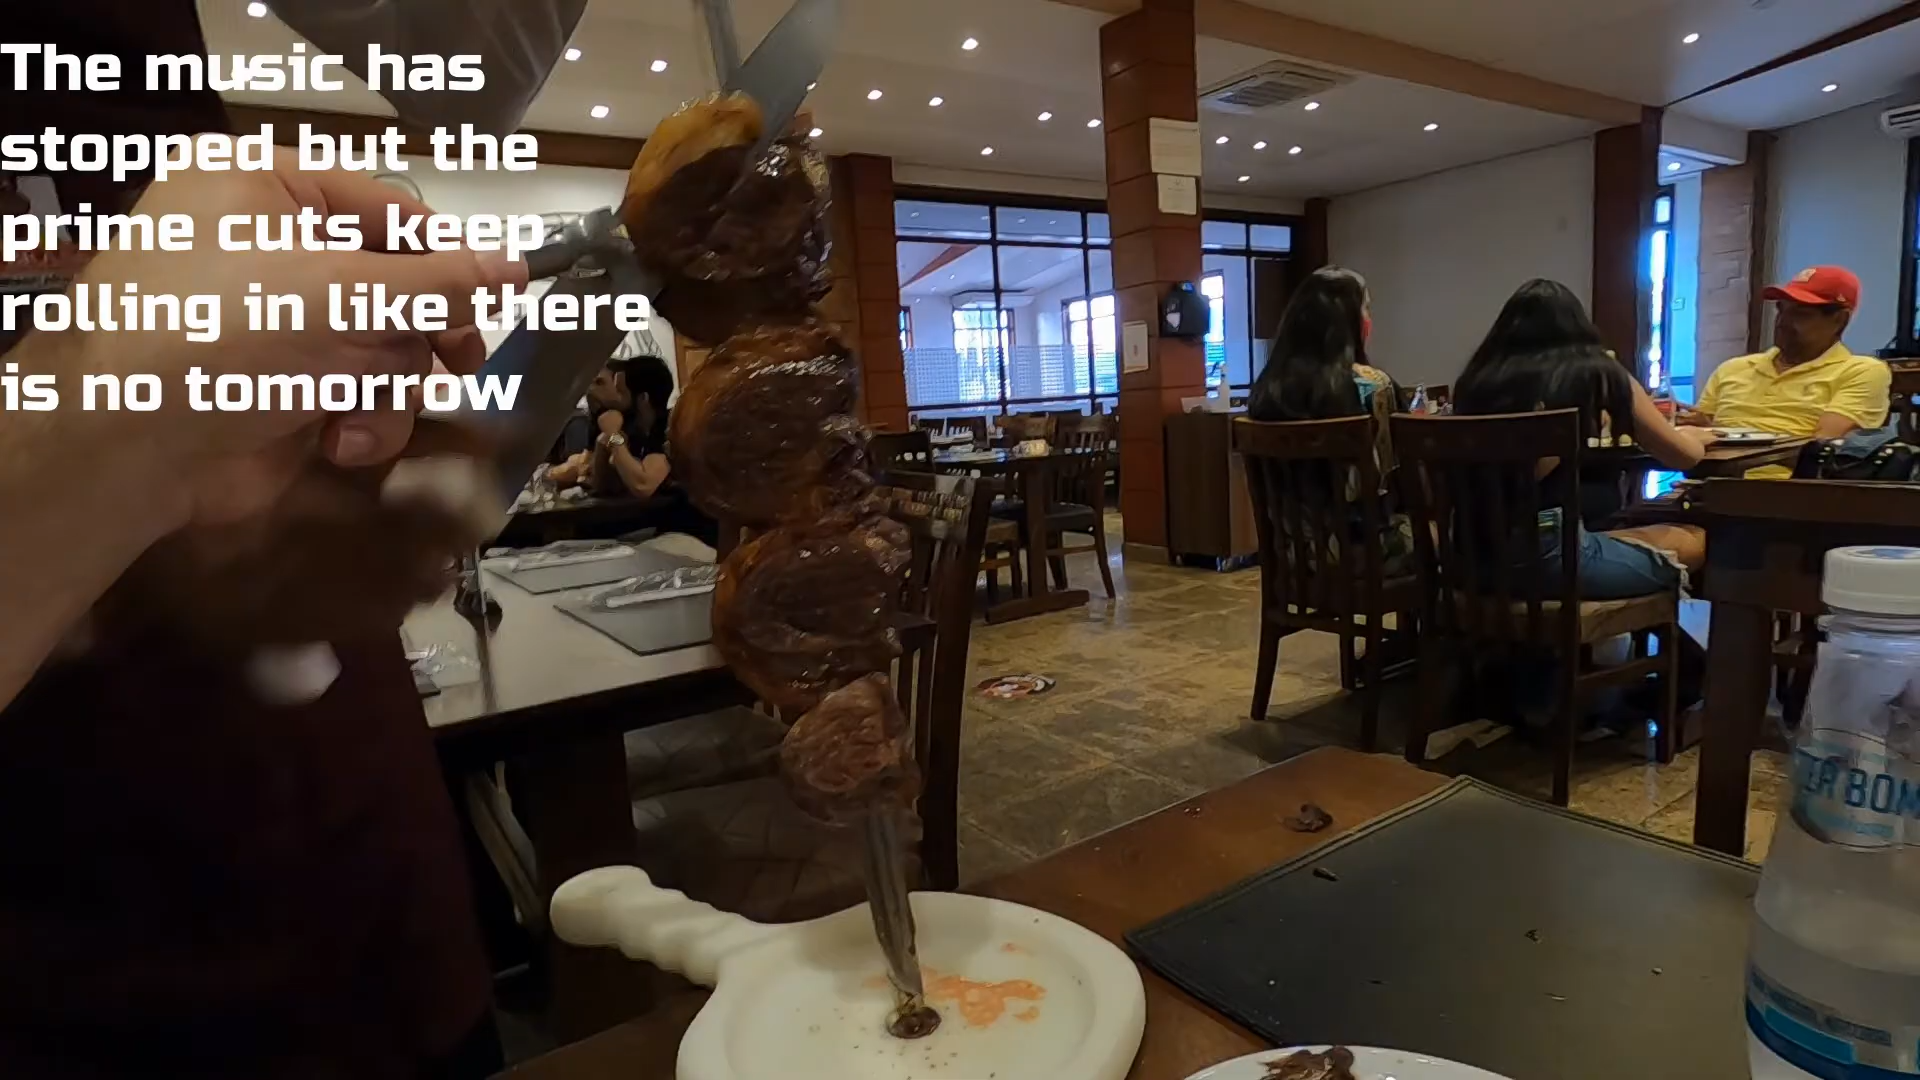 The music has
stopped but the
prime cuts keep
rolling in like there
is no tomorrow